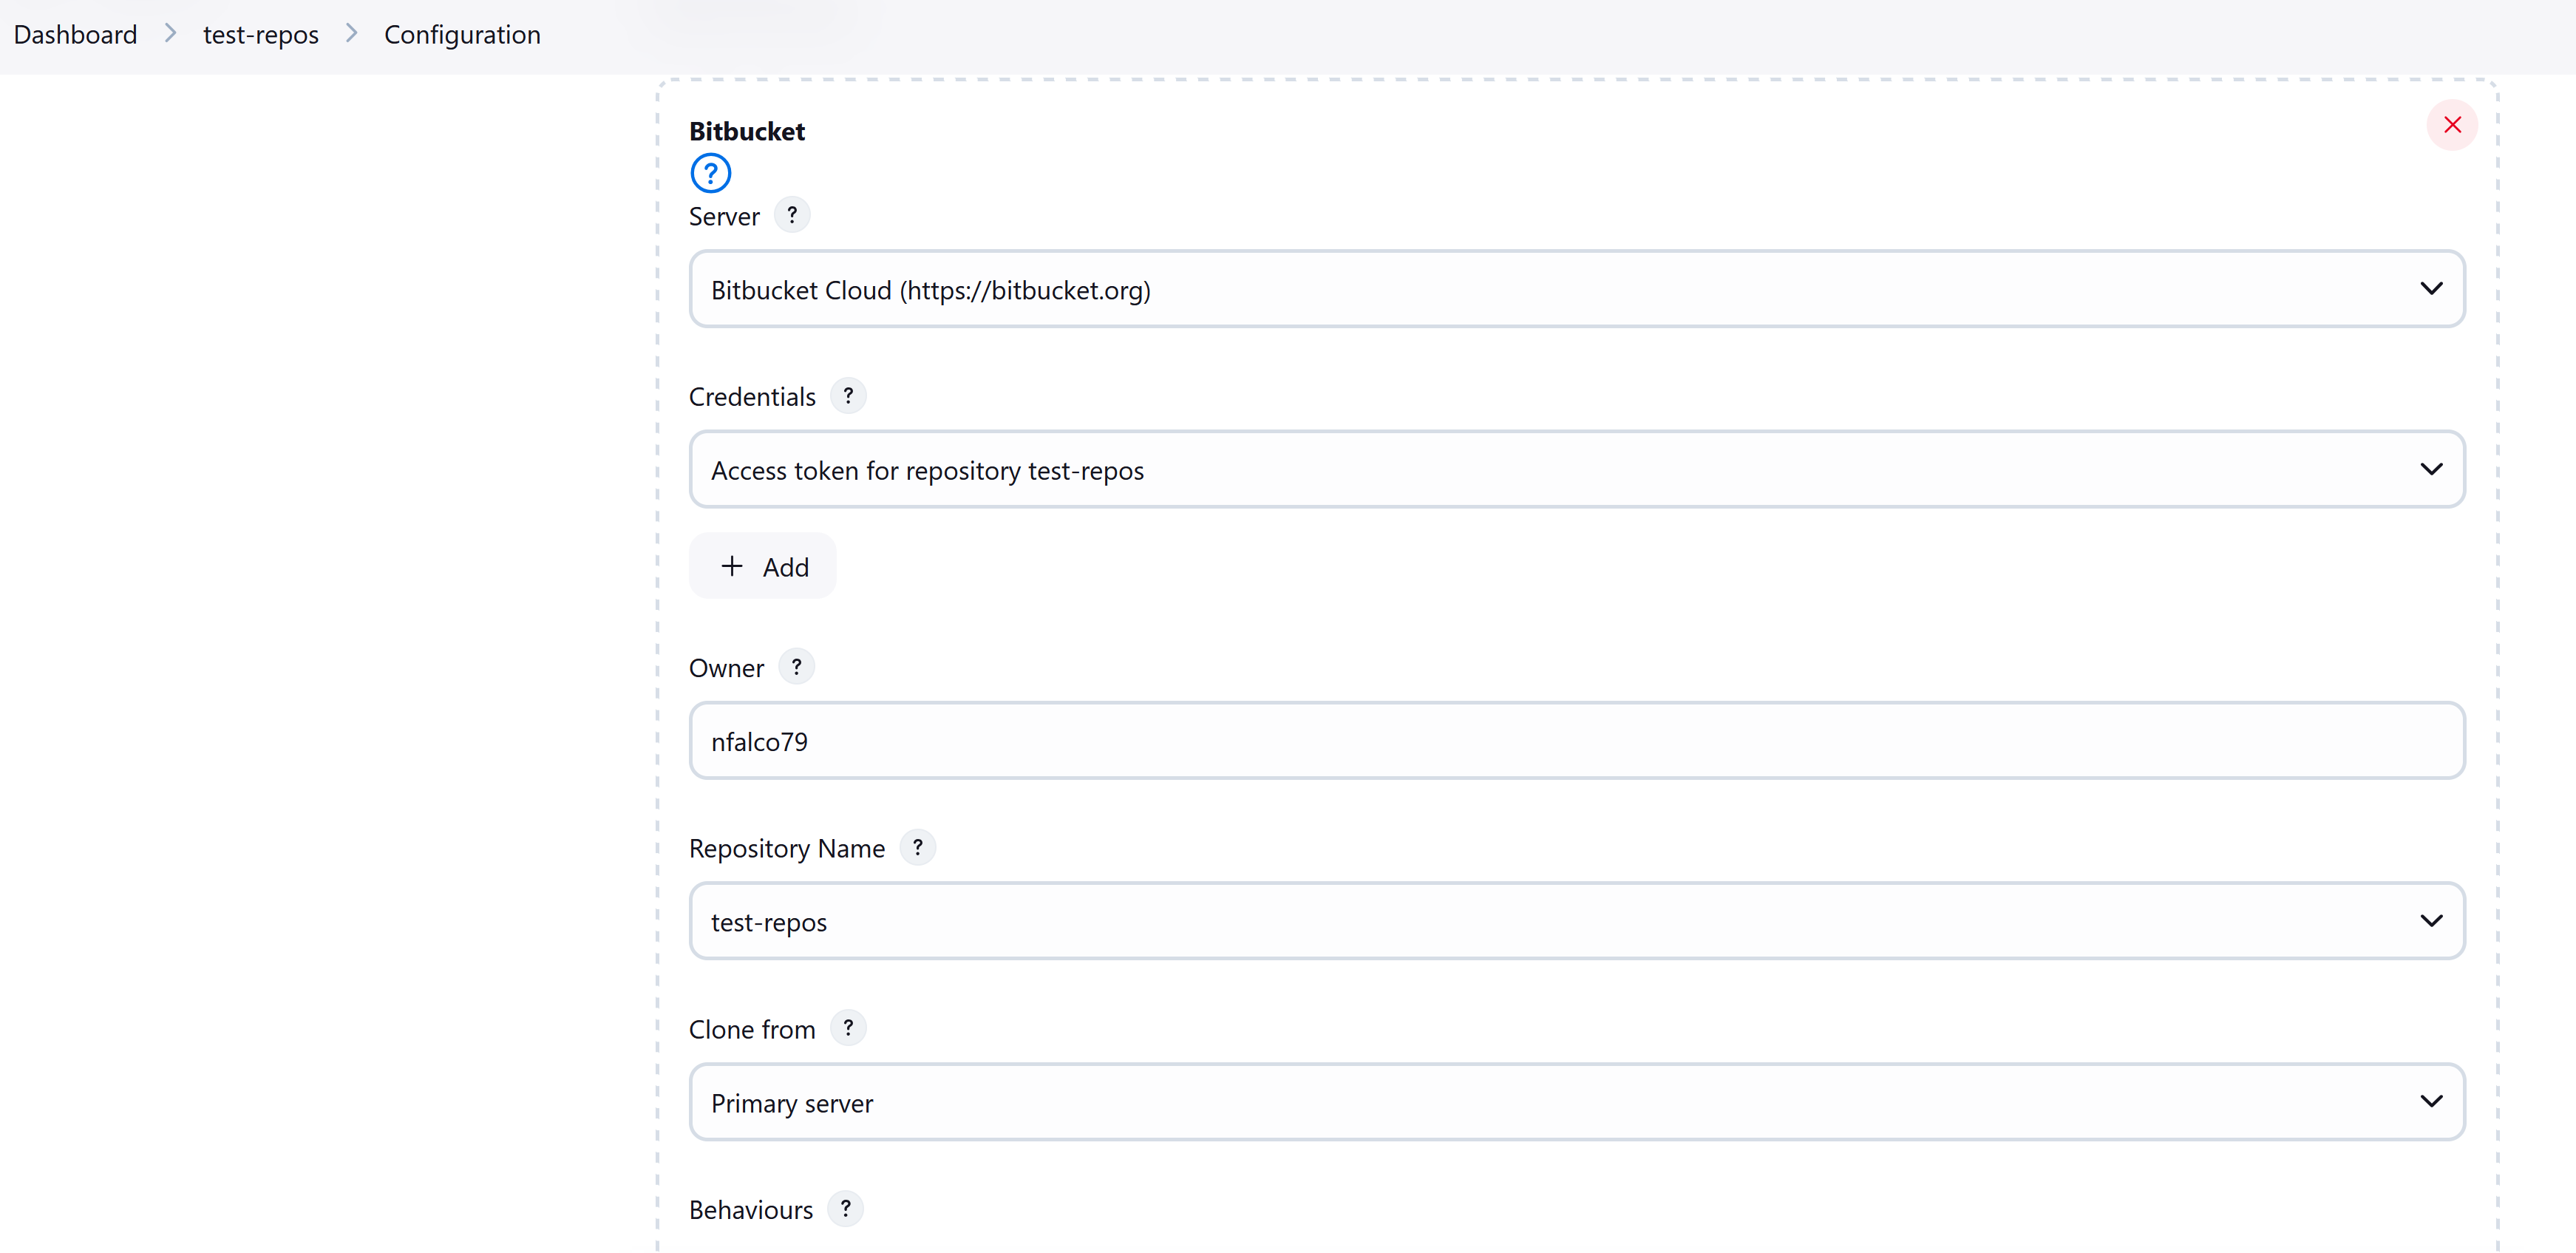 Dashboard > test-repos > Configuration
Bitbucket
?
Server ?
Bitbucket Cloud (https://bitbucket.org)
Credentials ?
Access token for repository test-repos
+ Add
Owner ?
nfalco79
Repository Name ?
test-repos
Clone from ?
Primary server
Behaviours ?